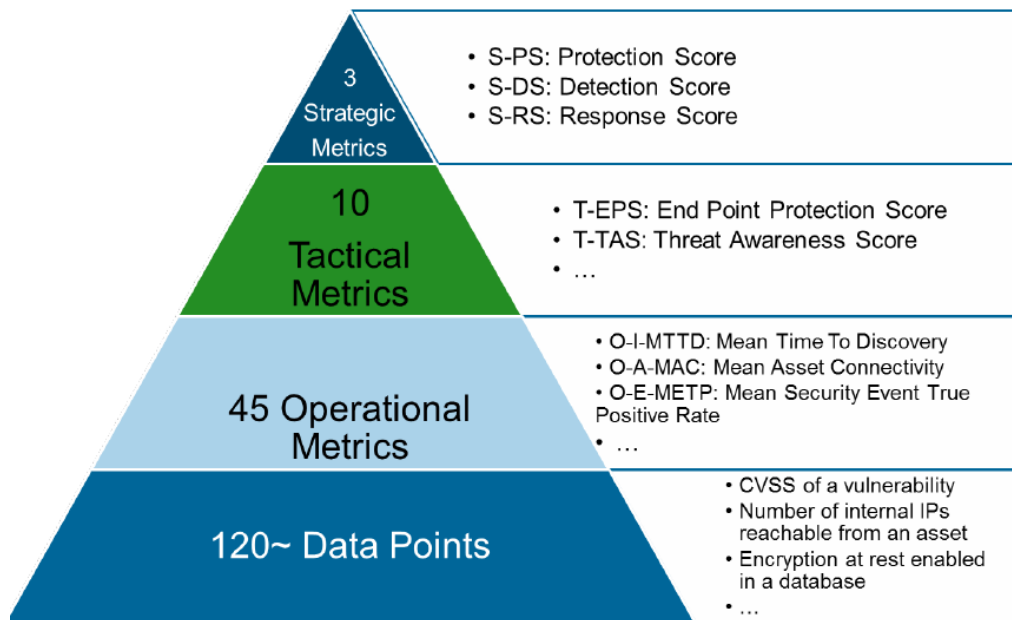 3
Strategic
Metrics
• S-PS: Protection Score
• S-DS: Detection Score
• S-RS: Response Score
10
Tactical
Metrics
• T-EPS: End Point Protection Score
• T-TAS: Threat Awareness Score
• …
45 Operational
Metrics
• O-I-MTTD: Mean Time To Discovery
• O-A-MAC: Mean Asset Connectivity
• O-E-METP: Mean Security Event True
Positive Rate
• …
120~ Data Points
• CVSS of a vulnerability
• Number of internal IPs
reachable from an asset
• Encryption at rest enabled
in a database
• …